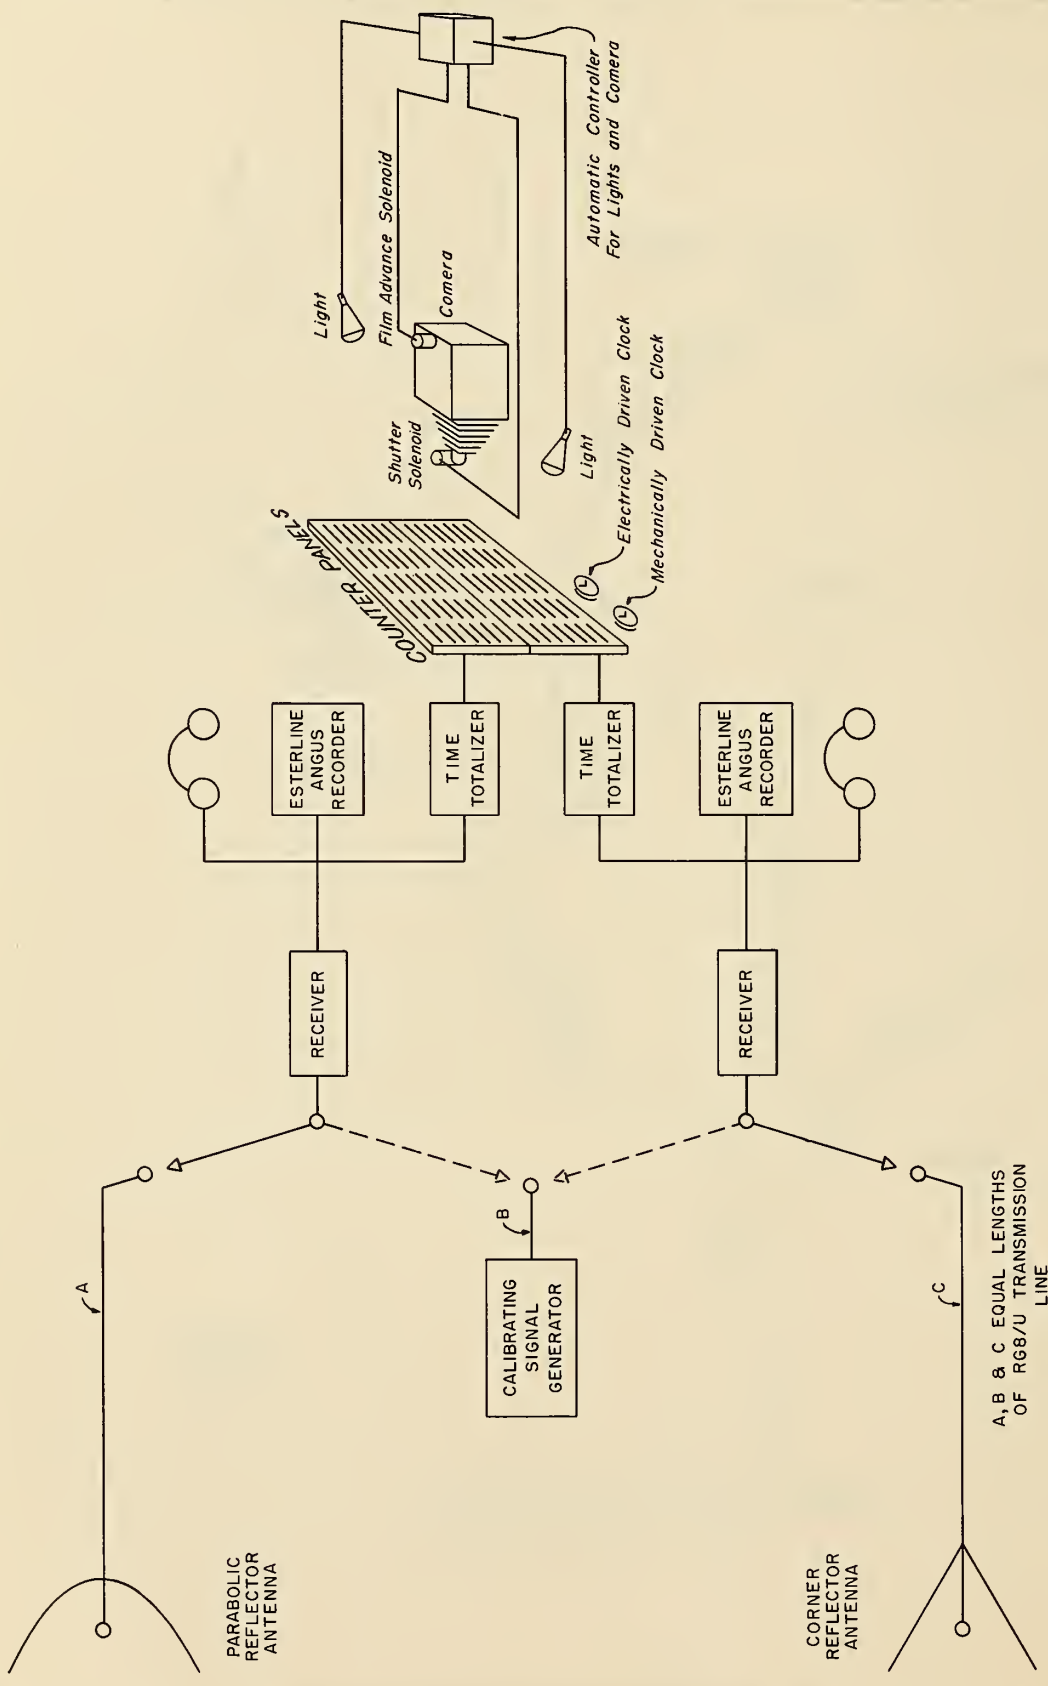 PARABOLIC
REFLECTOR
ANTENNA
A
RECEIVER
ESTERLINE
ANGUS
RECORDER
TIME
TOTALIZER
COUNTER PANELS
Light
Film Advance Solenoid
Camera
Shutter
Solenoid
Light
Automatic Controller
For Lights and Camera
Electrically Driven Clock
Mechanically Driven Clock
CALIBRATING
SIGNAL
GENERATOR
B
TIME
TOTALIZER
RECEIVER
ESTERLINE
ANGUS
RECORDER
CORNER
REFLECTOR
ANTENNA
C
A, B & C EQUAL LENGTHS
OF RG8/U TRANSMISSION
LINE